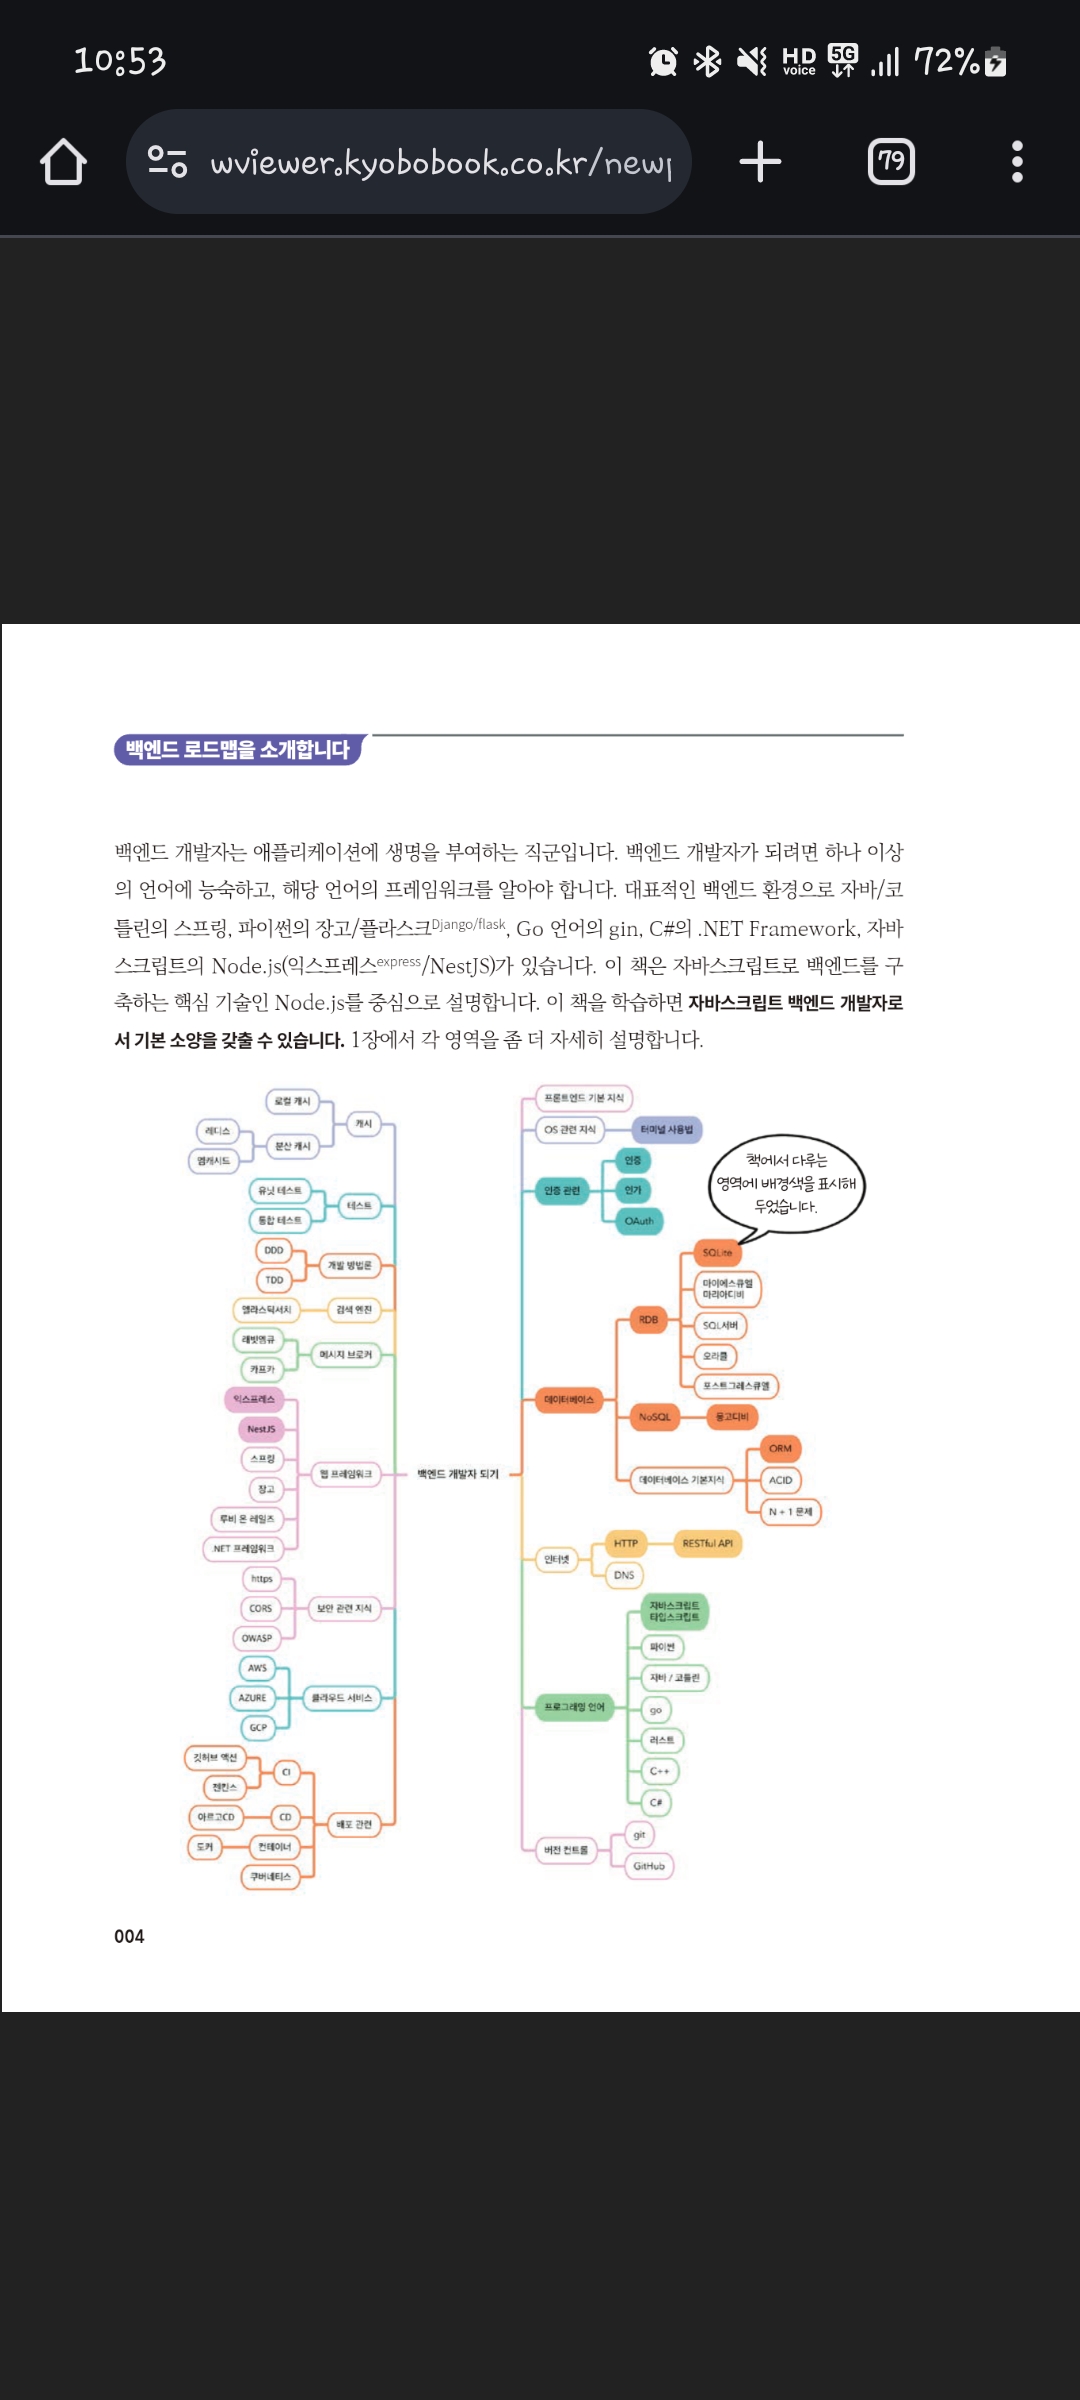 10:53
HD voice 5G 72%
wviewer.kyobobook.co.kr/newp
79
백엔드 로드맵을 소개합니다
백엔드 개발자는 애플리케이션에 생명을 부여하는 직군입니다. 백엔드 개발자가 되려면 하나 이상
의 언어에 능숙하고, 해당 언어의 프레임워크를 알아야 합니다. 대표적인 백엔드 환경으로 자바/코
틀린의 스프링, 파이썬의 장고/플라스크Django/flask, Go 언어의 gin, C#의 .NET Framework, 자바
스크립트의 Node.js(익스프레스express/NestJS)가 있습니다. 이 책은 자바스크립트로 백엔드를 구
축하는 핵심 기술인 Node.js를 중심으로 설명합니다. 이 책을 학습하면 자바스크립트 백엔드 개발자로
서 기본 소양을 갖출 수 있습니다. 1장에서 각 영역을 좀 더 자세히 설명합니다.
로컬 캐시
캐시
레디스
분산 캐시
멤캐시드
유닛 테스트
테스트
통합 테스트
DDD
개발 방법론
TDD
엘라스틱서치
검색 엔진
래빗엠큐
메시지 브로커
카프카
익스프레스
NestJS
스프링
웹 프레임워크
장고
루비 온 레일즈
.NET 프레임워크
https
CORS
보안 관련 지식
OWASP
AWS
AZURE
클라우드 서비스
GCP
깃허브 액션
CI
젠킨스
아르고CD
CD
배포 관련
도커
컨테이너
쿠버네티스
백엔드 개발자 되기
프론트엔드 기본 지식
OS 관련 지식
터미널 사용법
인증 관련
인증
인가
OAuth
책에서 다루는
영역에 배경색을 표시해
두었습니다.
데이터베이스
RDB
SQLite
마이에스큐엘
마리아디비
SQL서버
오라클
포스트그레스큐엘
NoSQL
몽고디비
데이터베이스 기본지식
ORM
ACID
N + 1 문제
인터넷
HTTP
RESTful API
DNS
프로그래밍 언어
자바스크립트
타입스크립트
파이썬
자바 / 코틀린
go
러스트
C++
C#
버전 컨트롤
git
GitHub
004